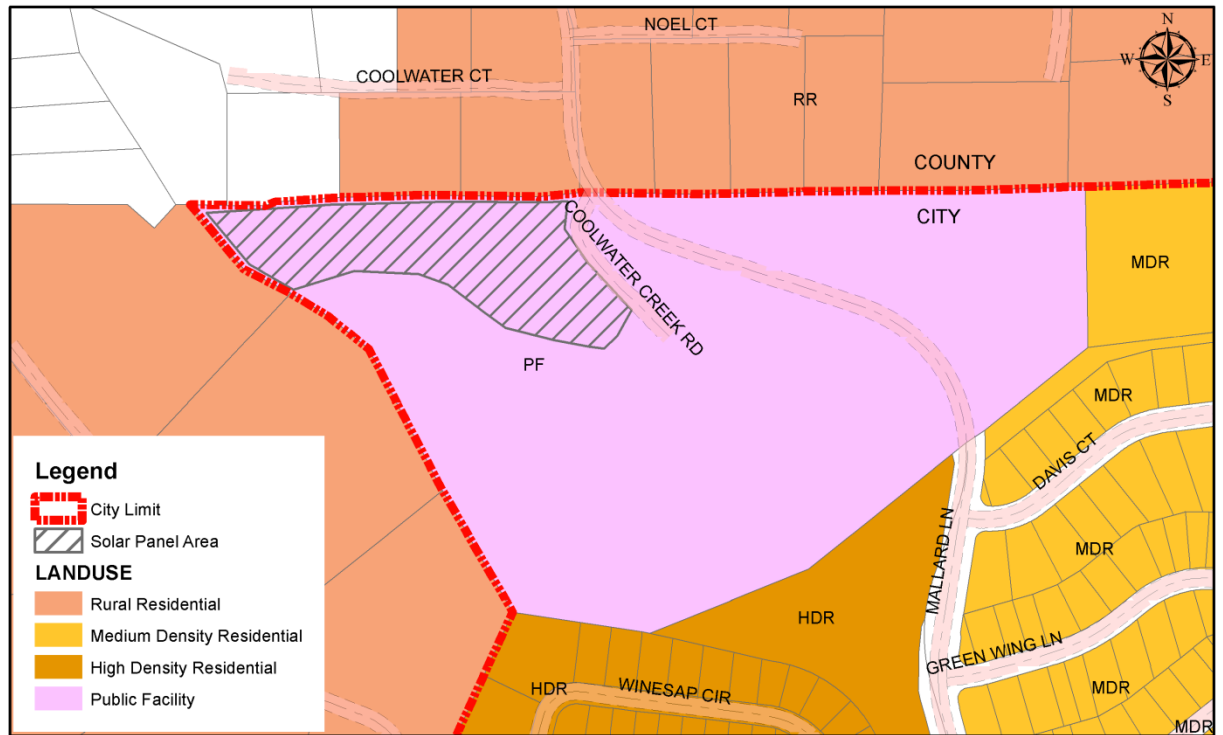 NOEL CT
N
W
E
S
COOLWATER CT
RR
COUNTY
CITY
COOLWATER CREEK RD
MDR
PF
MDR
DAVIS CT
MALLARD LN
MDR
HDR
GREEN WING LN
MDR
HDR
WINESAP CIR
MDR
Legend
City Limit
Solar Panel Area
LANDUSE
Rural Residential
Medium Density Residential
High Density Residential
Public Facility